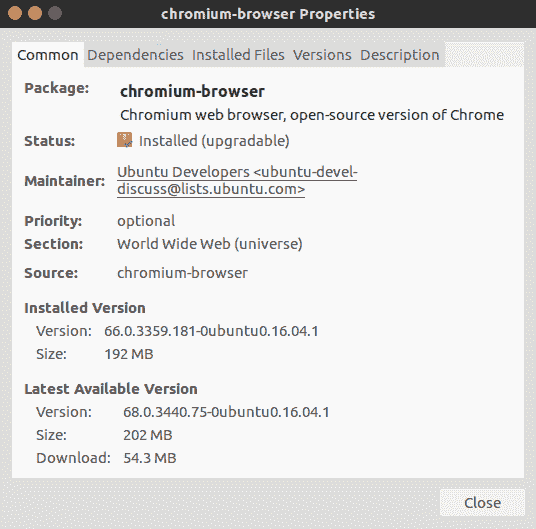 chromium-browser Properties
Common Dependencies Installed Files Versions Description
Package: chromium-browser
Chromium web browser, open-source version of Chrome
Status: Installed (upgradable)
Maintainer: Ubuntu Developers <ubuntu-devel-
discuss@lists.ubuntu.com>
Priority: optional
Section: World Wide Web (universe)
Source: chromium-browser
Installed Version
Version: 66.0.3359.181-0ubuntu0.16.04.1
Size: 192 MB
Latest Available Version
Version: 68.0.3440.75-0ubuntu0.16.04.1
Size: 202 MB
Download: 54.3 MB
Close